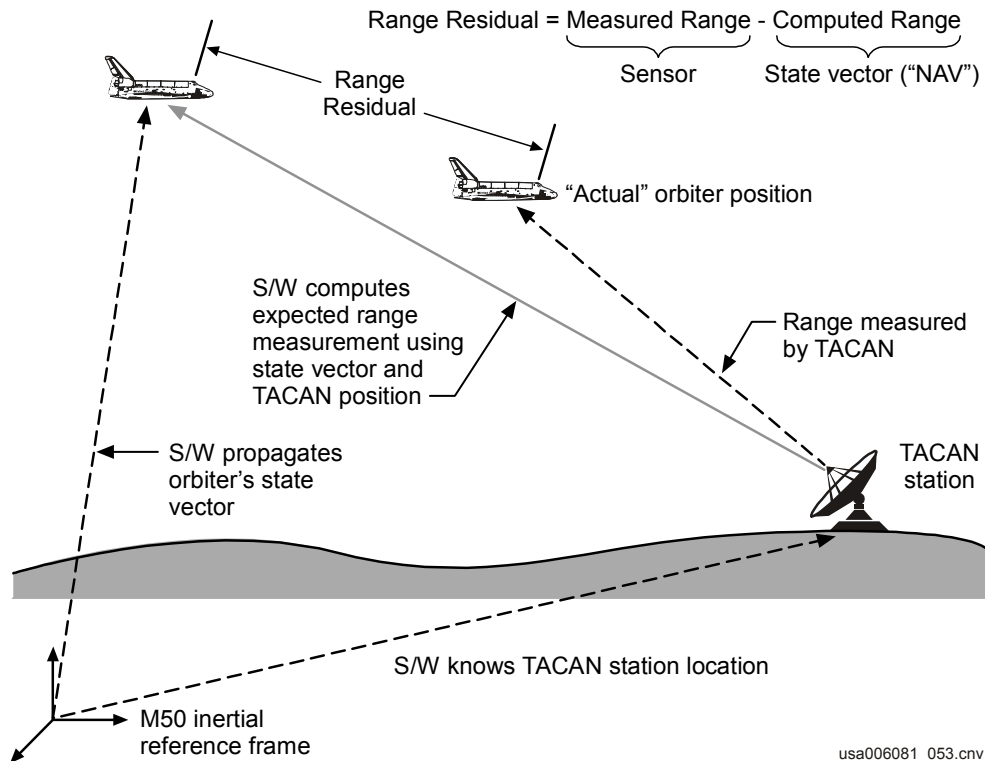 Range Residual = Measured Range - Computed Range
Sensor
State vector (“NAV”)
Range
Residual
“Actual” orbiter position
S/W computes
expected range
measurement using
state vector and
TACAN position
Range measured
by TACAN
S/W propagates
orbiter’s state
vector
TACAN
station
S/W knows TACAN station location
M50 inertial
reference frame
usa006081_053.cnv